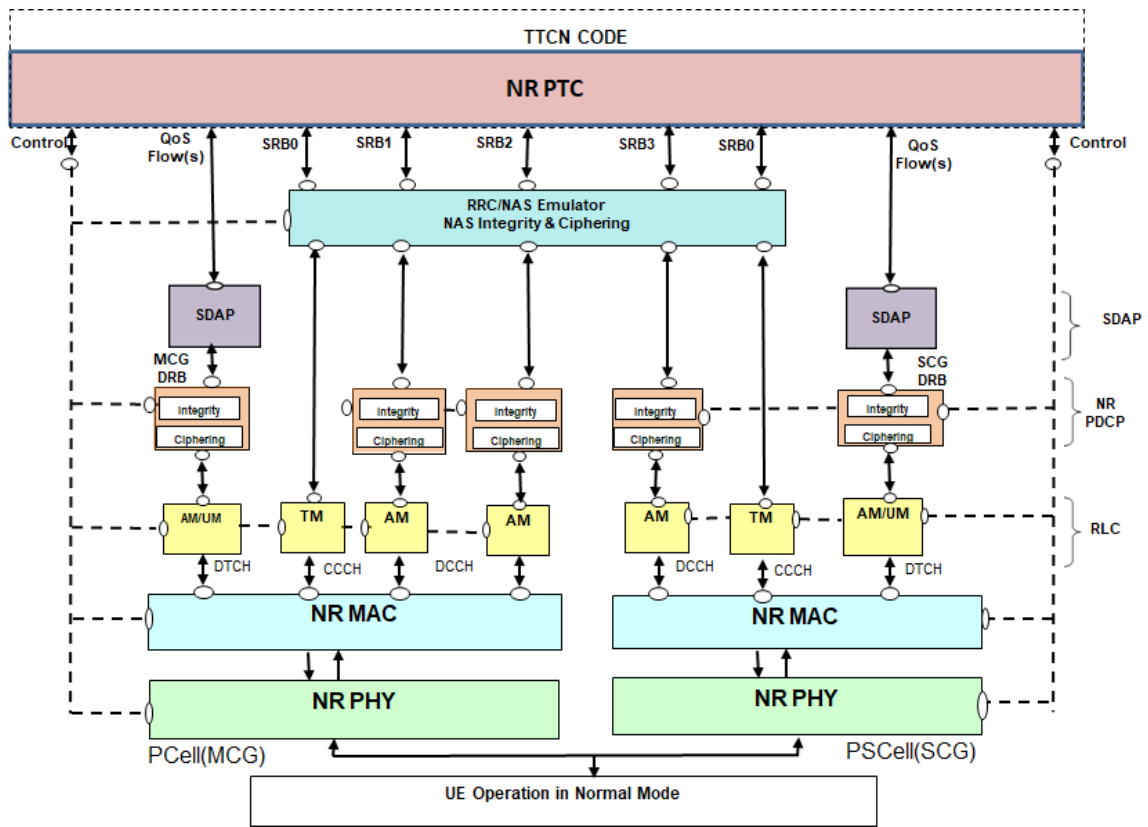 TTCN CODE
NR PTC
Control
QoS
Flow(s)
SRB0
SRB1
SRB2
SRB3
SRB0
QoS
Flow(s)
Control
RRC/NAS Emulator
NAS Integrity & Ciphering
SDAP
SDAP
SDAP
MCG
DRB
SCG
DRB
Integrity
Ciphering
Integrity
Ciphering
Integrity
Ciphering
Integrity
Ciphering
Integrity
Ciphering
NR
PDCP
AM/UM
TM
AM
AM
AM
TM
AM/UM
RLC
DTCH
CCCH
DCCH
DCCH
CCCH
DTCH
NR MAC
NR MAC
NR PHY
NR PHY
PCell(MCG)
PSCell(SCG)
UE Operation in Normal Mode